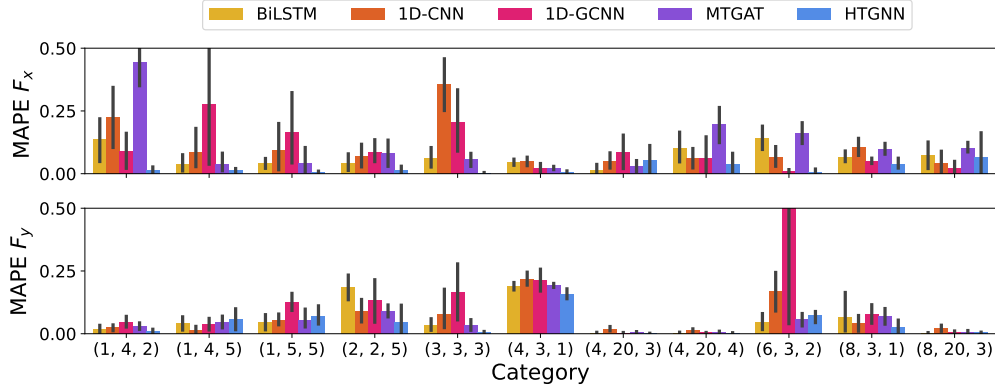 BiLSTM 1D-CNN 1D-GCNN MTGAT HTGNN
0.50
0.25
0.00
MAPE Fx
0.50
0.25
0.00
MAPE Fy
(1, 4, 2) (1, 4, 5) (1, 5, 5) (2, 2, 5) (3, 3, 3) (4, 3, 1) (4, 20, 3) (4, 20, 4) (6, 3, 2) (8, 3, 1) (8, 20, 3)
Category